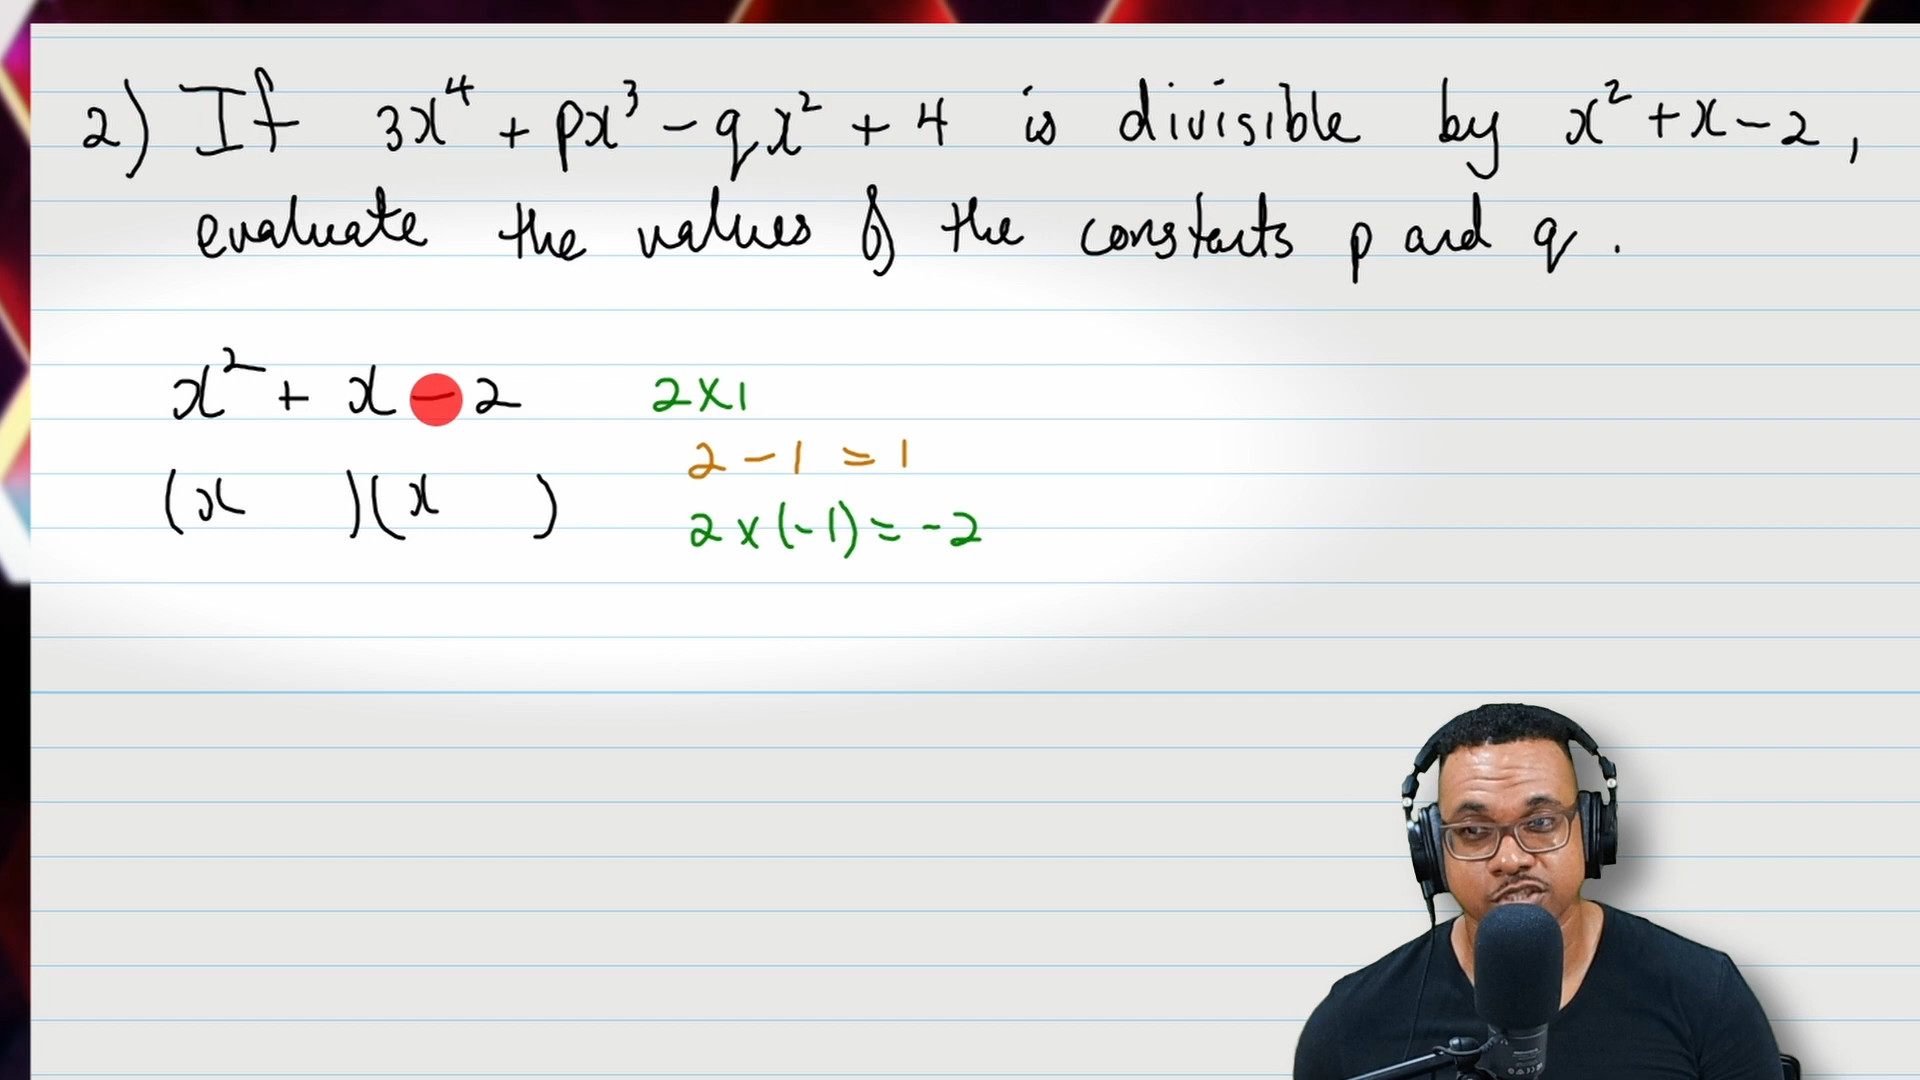 2) If 3x⁴ + px³ - qx² + 4 is divisible by x² + x - 2,
evaluate the values of the constants p and q.
x² + x - 2
2 x 1
2 - 1 = 1
(x )(x )
2 x (-1) = -2